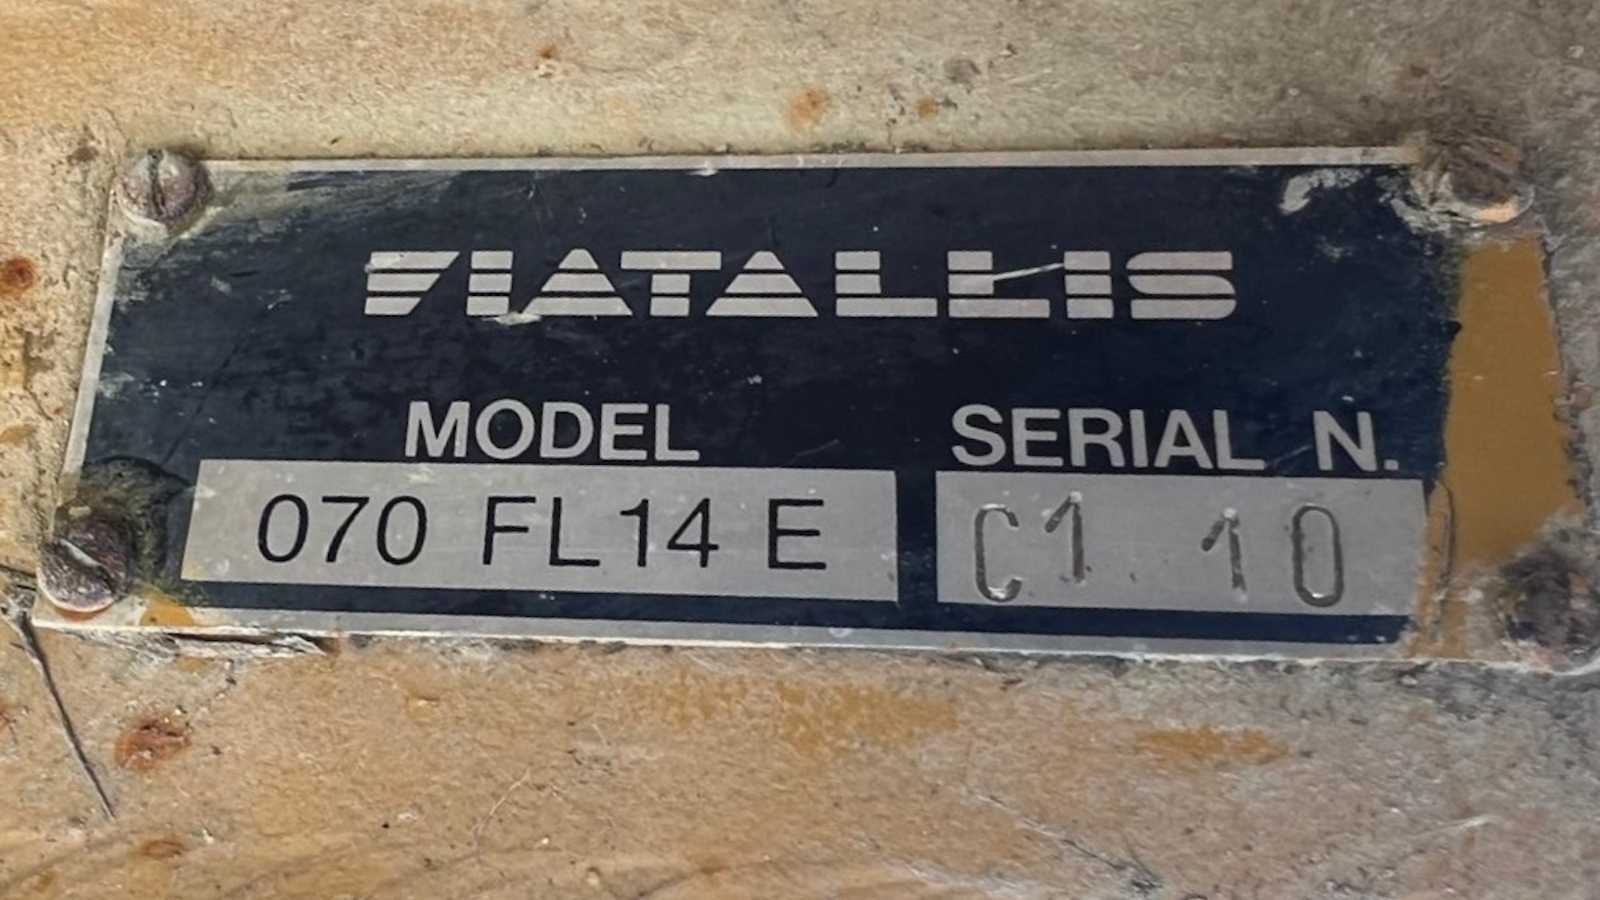 FIATALLIS
MODEL SERIAL N.
070 FL14 E C1 10